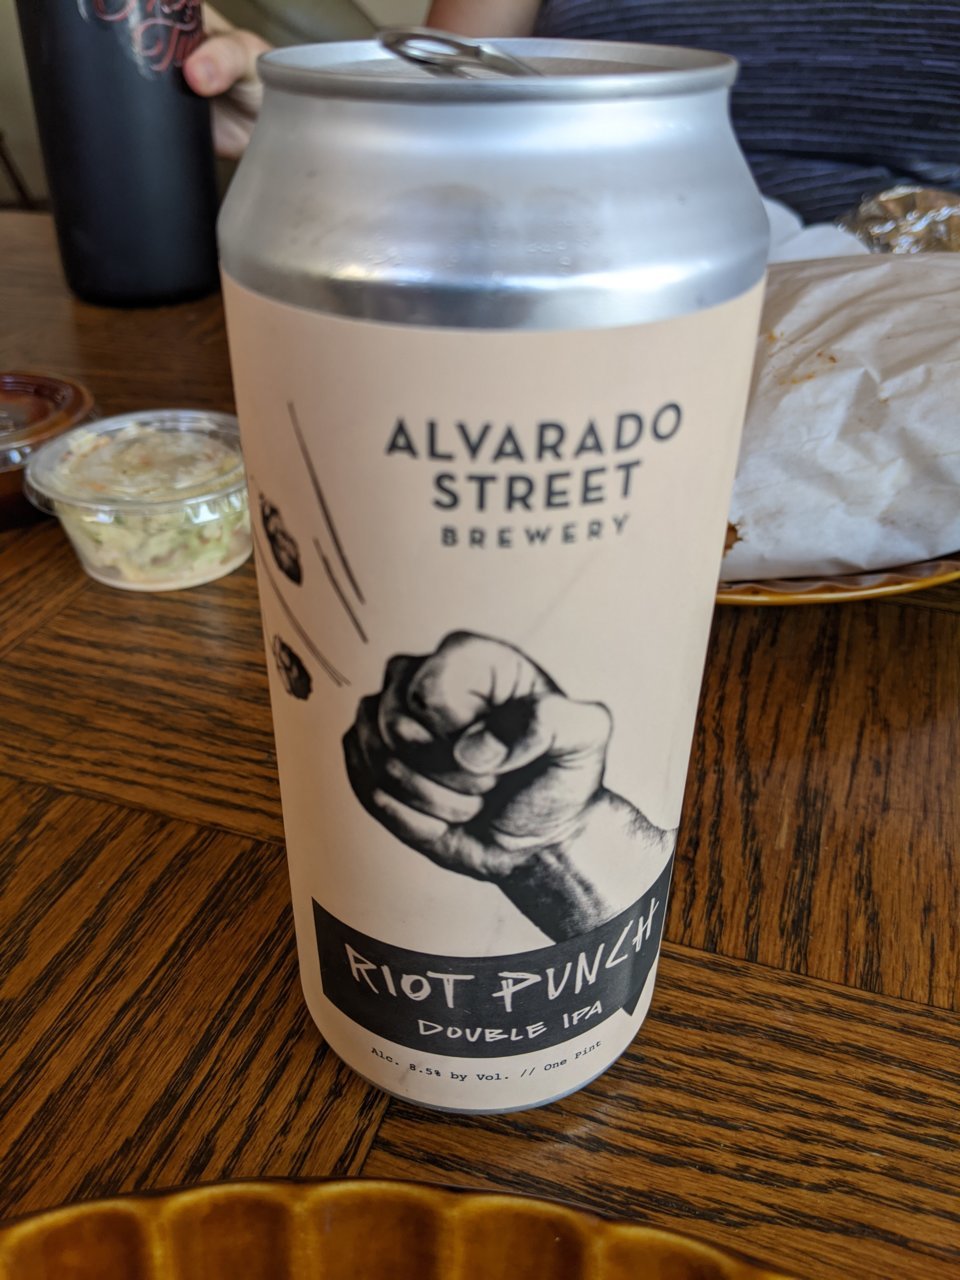 ALVARADO
STREET
BREWERY
RIOT PUNCH
DOUBLE IPA
Alc. 8.5% by Vol. // One Pint